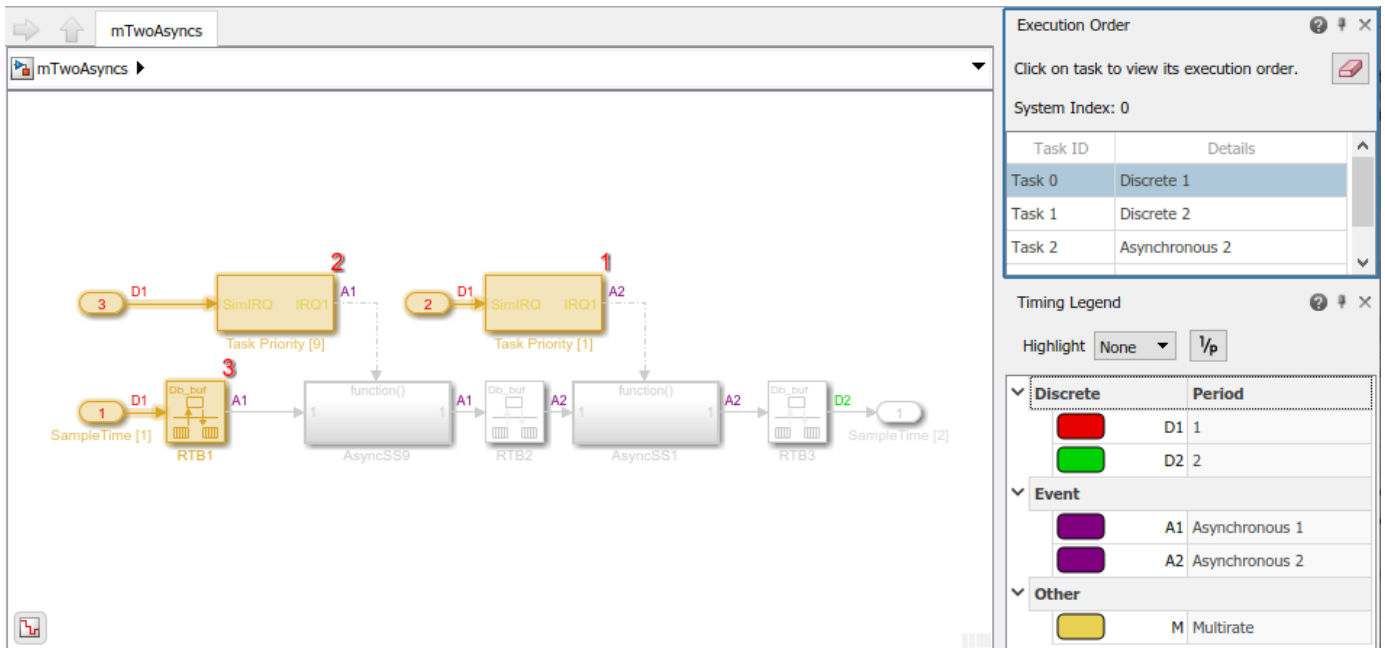 mTwoAsyncs
mTwoAsyncs
2
1
D1
A1
D1
A2
3
SimIRQ
IRQ1
2
SimIRQ
IRQ1
Task Priority [9]
Task Priority [1]
3
D1
Db_buf
A1
function()
A1
Db_buf
A2
function()
A2
Db_buf
D2
1
1
1
1
1
1
SampleTime [1]
SampleTime [2]
RTB1
AsyncSS9
RTB2
AsyncSS1
RTB3
Execution Order
Click on task to view its execution order.
System Index: 0
Task ID Details
Task 0 Discrete 1
Task 1 Discrete 2
Task 2 Asynchronous 2
Timing Legend
Highlight None 1/P
Discrete Period
D1 1
D2 2
Event
A1 Asynchronous 1
A2 Asynchronous 2
Other
M Multirate